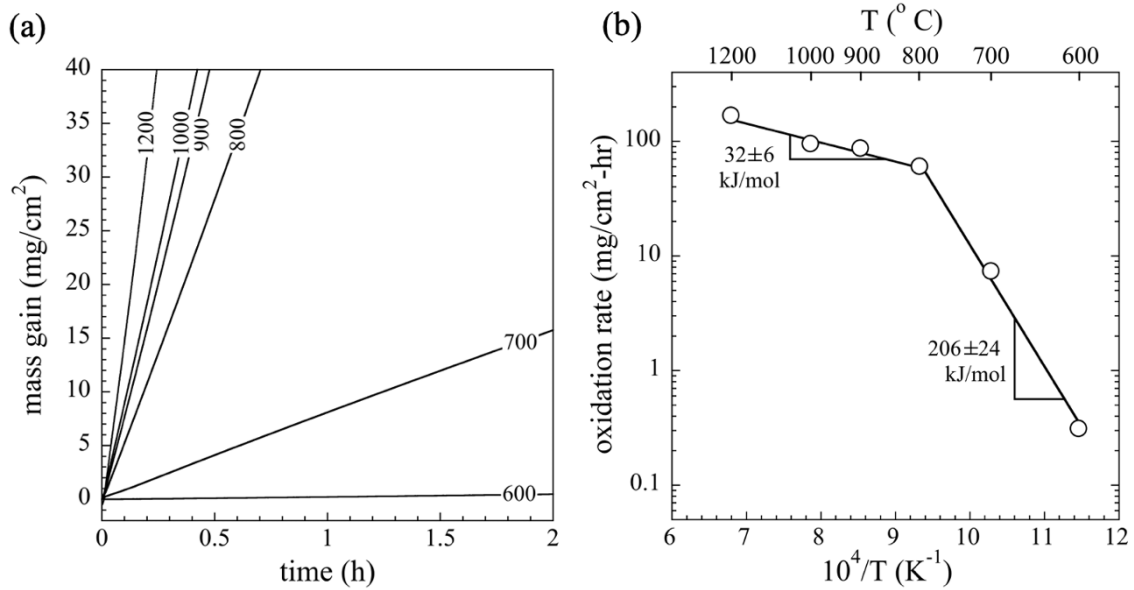 (a)
mass gain (mg/cm²)
40
35
30
25
20
15
10
5
0
1200
1000
900
800
700
600
0 0.5 1 1.5 2
time (h)
(b)
T (° C)
1200 1000 900 800 700 600
oxidation rate (mg/cm²-hr)
100
10
1
0.1
32±6
kJ/mol
206±24
kJ/mol
6 7 8 9 10 11 12
10⁴/T (K⁻¹)